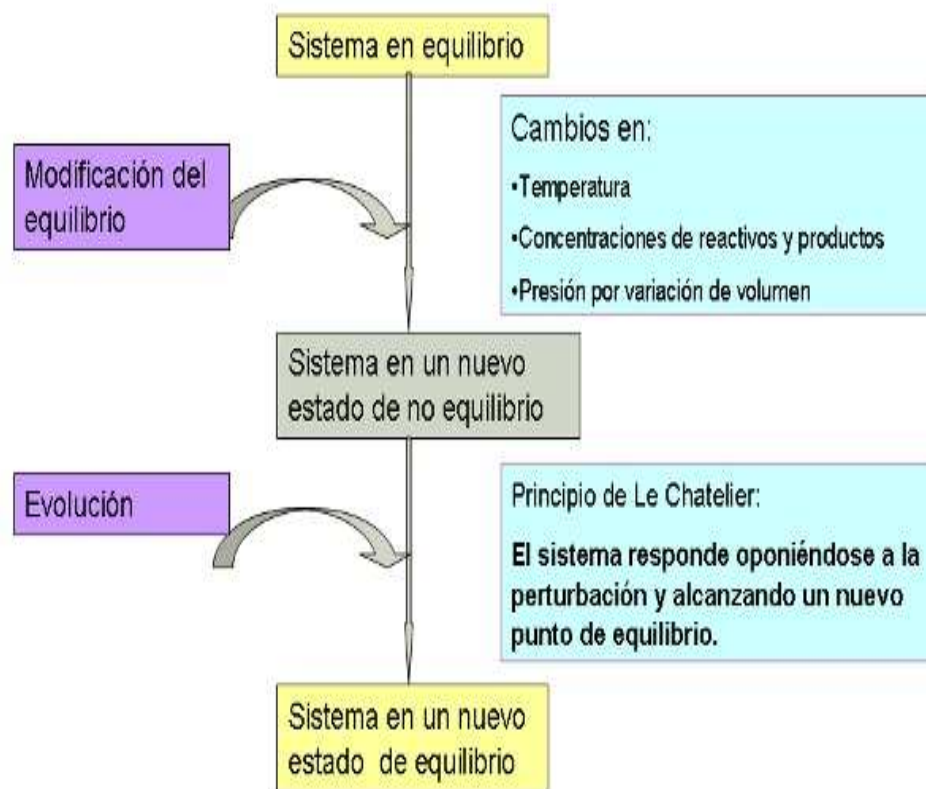 Sistema en equilibrio
Modificación del
equilibrio
Cambios en:
•Temperatura
•Concentraciones de reactivos y productos
•Presión por variación de volumen
Sistema en un nuevo
estado de no equilibrio
Evolución
Principio de Le Chatelier:
El sistema responde oponiéndose a la
perturbación y alcanzando un nuevo
punto de equilibrio.
Sistema en un nuevo
estado de equilibrio